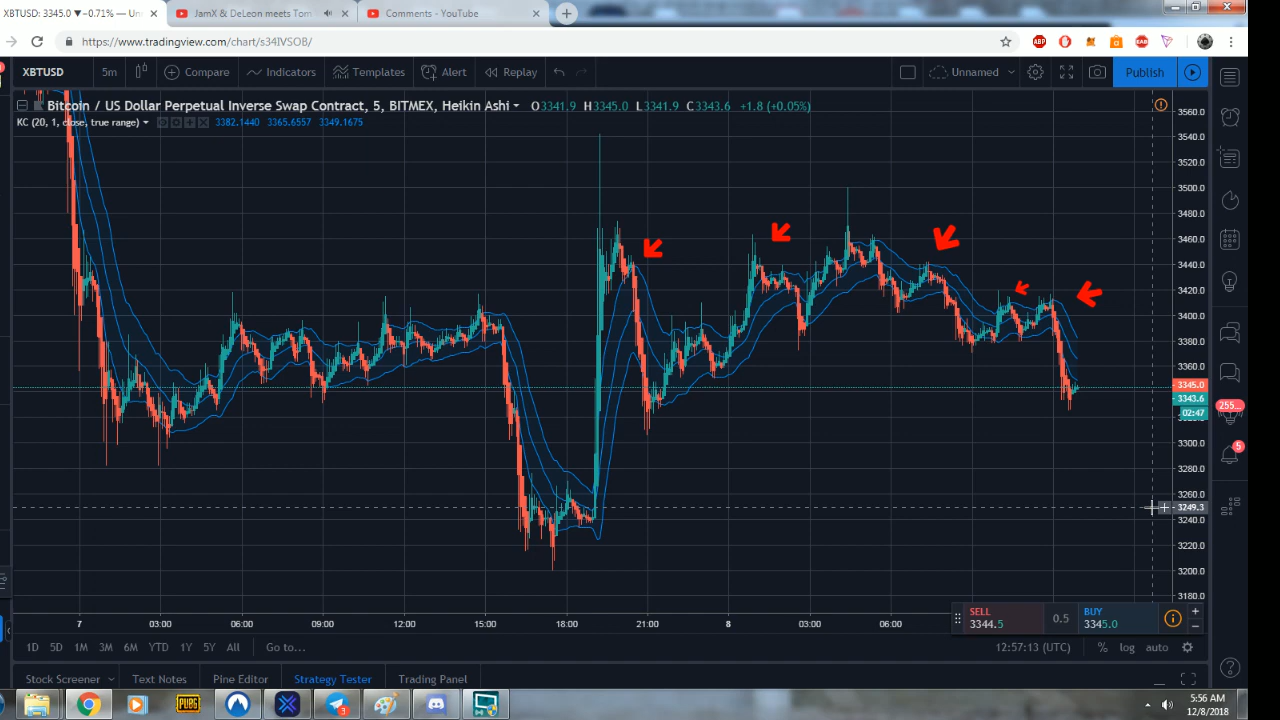 XBTUSD: 3345.0 ▼−0.71% — Un
JamX & DeLeon meets Tom
Comments - YouTube
https://www.tradingview.com/chart/s34IVSOB/
XBTUSD 5m Compare Indicators Templates Alert Replay Unnamed Publish
Bitcoin / US Dollar Perpetual Inverse Swap Contract, 5, BITMEX, Heikin Ashi O3341.9 H3345.0 L3341.9 C3343.6 +1.8 (+0.05%)
KC (20, 1, close, true range) 3382.1440 3365.6557 3349.1675
3560.0
3540.0
3520.0
3500.0
3480.0
3460.0
3440.0
3420.0
3400.0
3380.0
3360.0
3345.0
3343.6
02:47
3300.0
3280.0
3260.0
3249.3
3240.0
3220.0
3200.0
3180.0
255...
5
7 03:00 06:00 09:00 12:00 15:00 18:00 21:00 8 03:00 06:00
SELL
3344.5
0.5
BUY
3345.0
1D 5D 1M 3M 6M YTD 1Y 5Y All Go to...
12:57:13 (UTC) % log auto
Stock Screener Text Notes Pine Editor Strategy Tester Trading Panel
ABP
EAB
PUBG
3
5:56 AM
12/8/2018